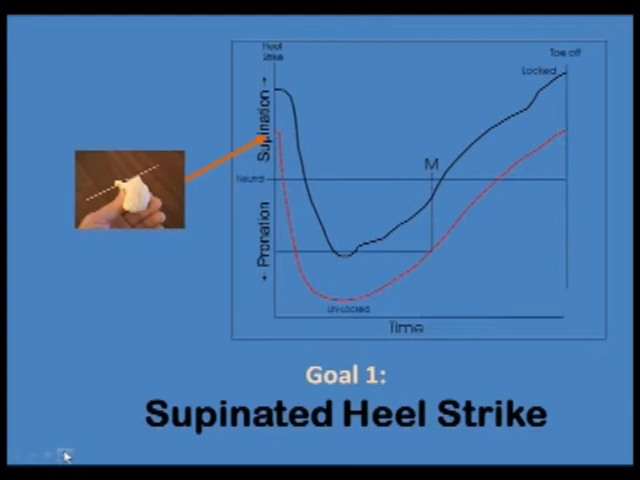 Heel
Strike
Toe off
Locked
Supination →
M
Neutral
← Pronation
Un-Locked
Time
Goal 1:
Supinated Heel Strike